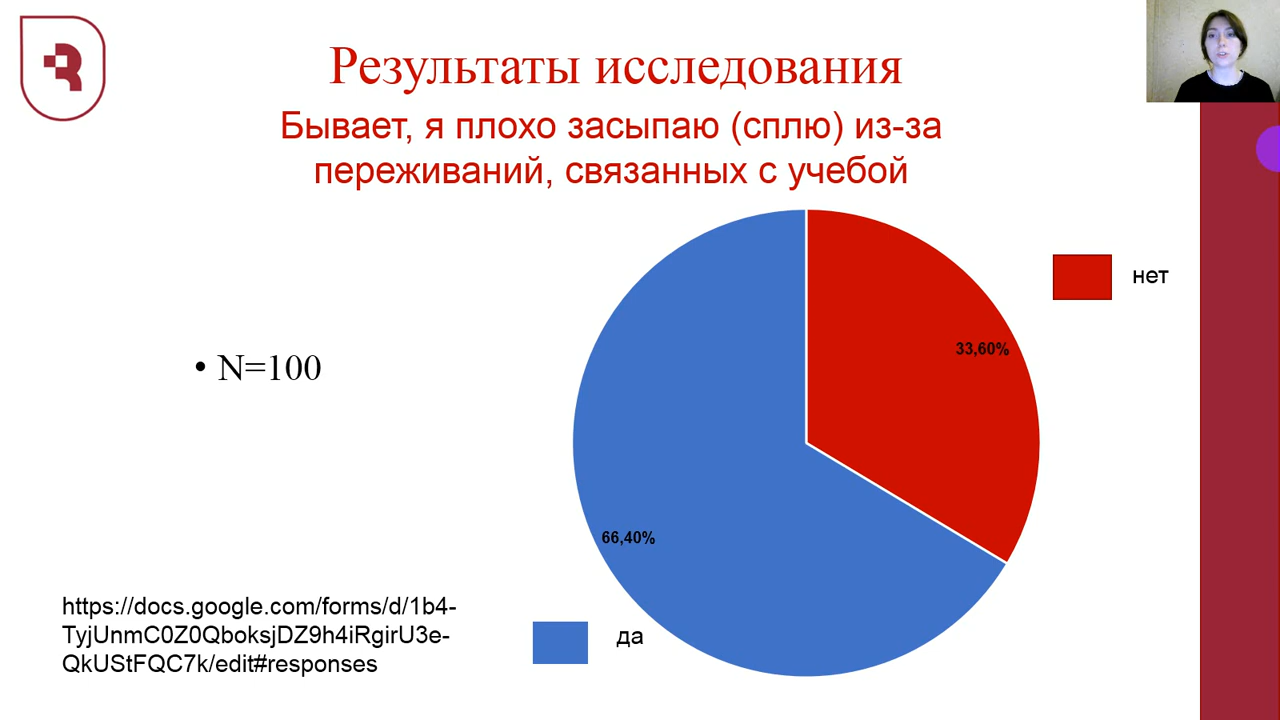 Результаты исследования
Бывает, я плохо засыпаю (сплю) из-за
переживаний, связанных с учебой
нет
33,60%
• N=100
66,40%
https://docs.google.com/forms/d/1b4-
TyjUnmC0Z0QboksjDZ9h4iRgirU3e-
QkUStFQC7k/edit#responses
да